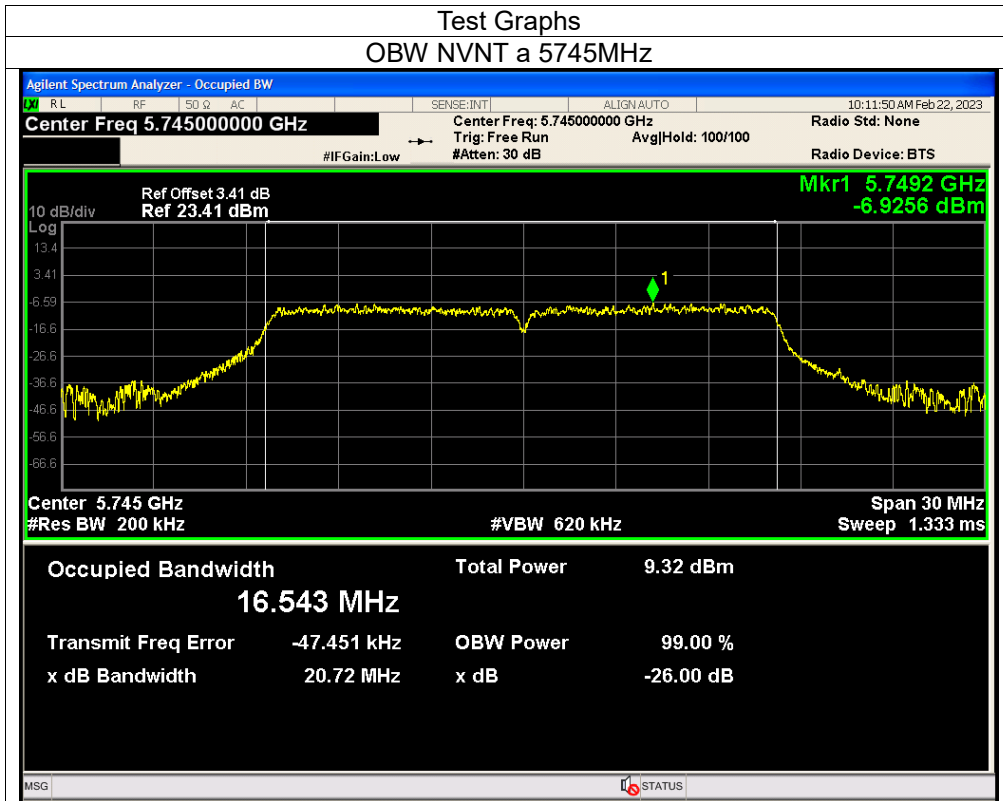 Test Graphs
OBW NVNT a 5745MHz
Agilent Spectrum Analyzer - Occupied BW
LXI RL RF 50 Ω AC SENSE:INT ALIGN AUTO 10:11:50 AM Feb 22, 2023
Center Freq 5.745000000 GHz Center Freq: 5.745000000 GHz Radio Std: None
Trig: Free Run Avg|Hold: 100/100
#IFGain:Low #Atten: 30 dB Radio Device: BTS
Ref Offset 3.41 dB Mkr1 5.7492 GHz
10 dB/div Ref 23.41 dBm -6.9256 dBm
Log
13.4
3.41
1
-6.59
-16.6
-26.6
-36.6
-46.6
-56.6
-66.6
Center 5.745 GHz Span 30 MHz
#Res BW 200 kHz #VBW 620 kHz Sweep 1.333 ms
Occupied Bandwidth Total Power 9.32 dBm
16.543 MHz
Transmit Freq Error -47.451 kHz OBW Power 99.00 %
x dB Bandwidth 20.72 MHz x dB -26.00 dB
MSG STATUS